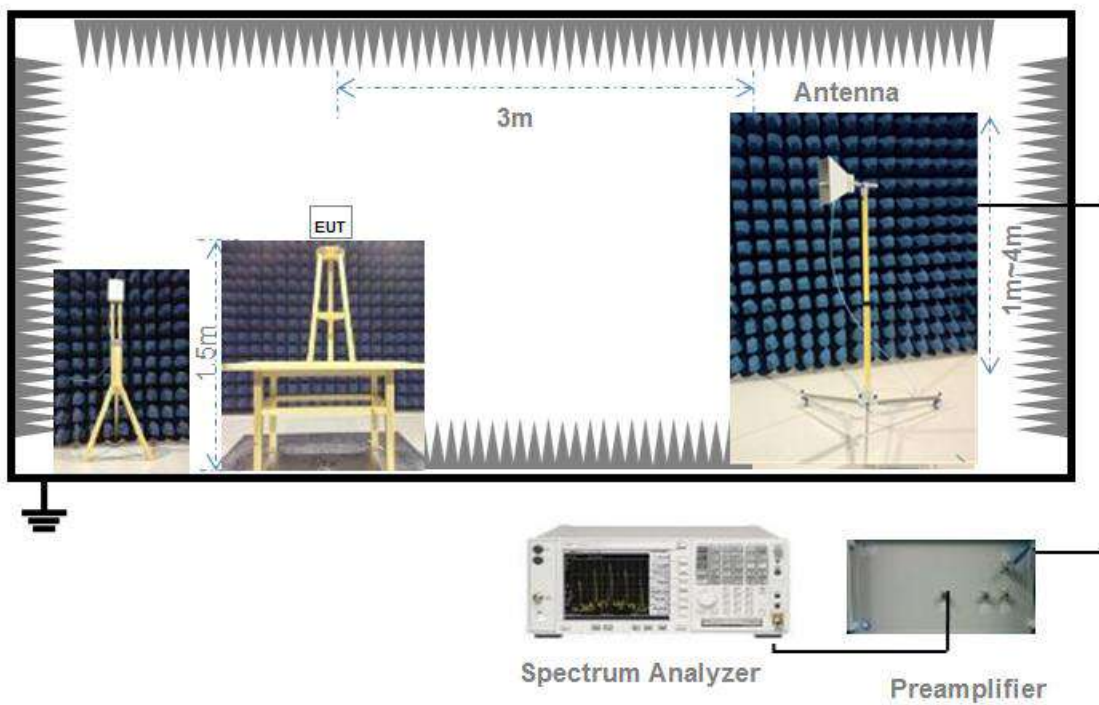 Antenna
3m
EUT
1.5m
1m~4m
Spectrum Analyzer
Preamplifier